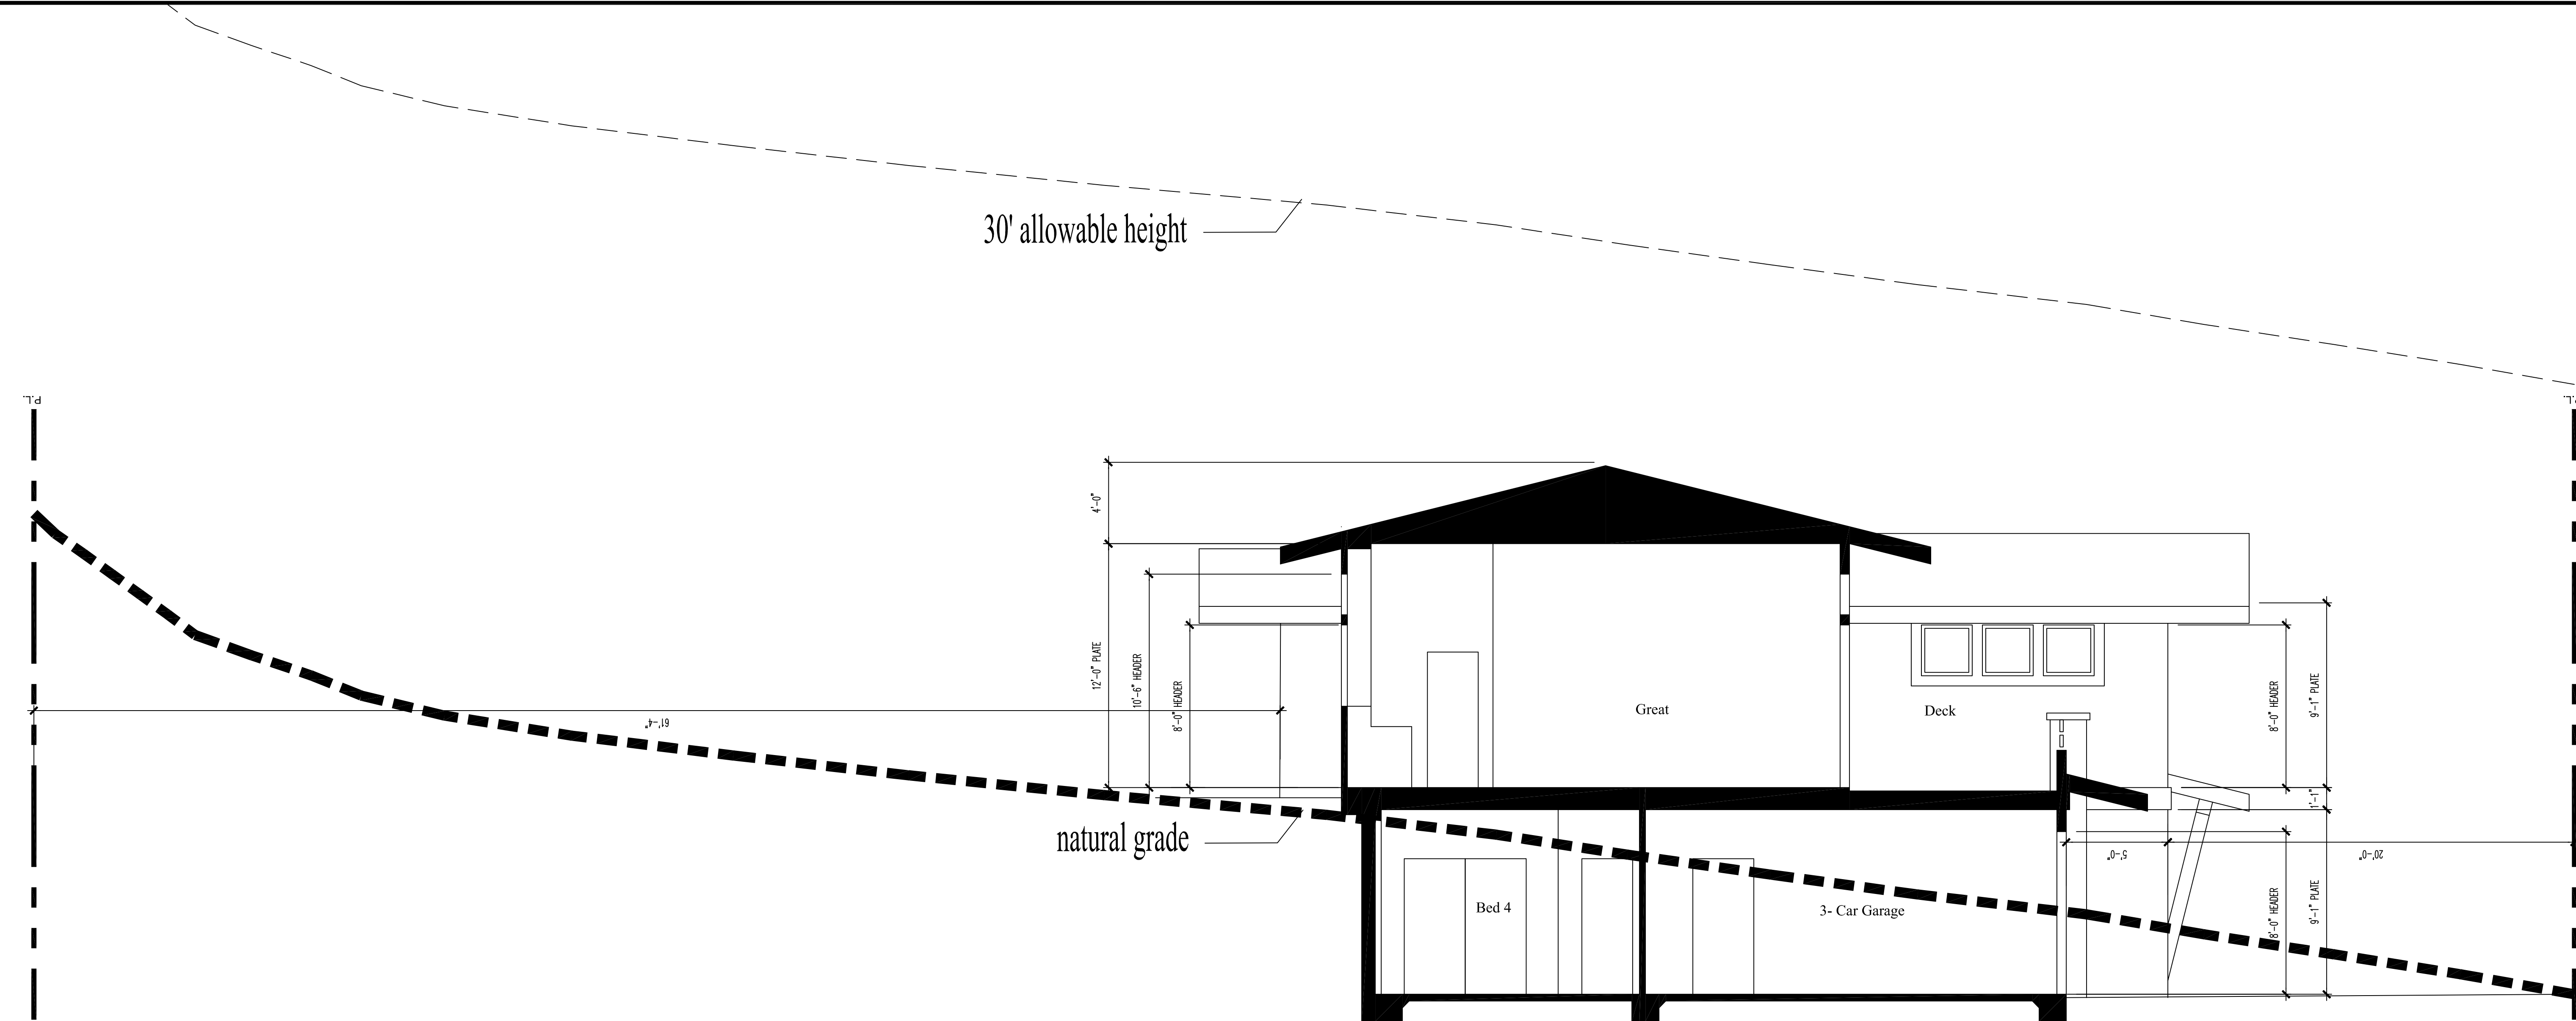 30' allowable height
P.L.
P.L.
4'-0"
12'-0" PLATE
10'-6" HEADER
8'-0" HEADER
61'-4"
Great
Deck
8'-0" HEADER
9'-1" PLATE
1'-1"
natural grade
5'-0"
20'-0"
Bed 4
3- Car Garage
8'-0" HEADER
9'-1" PLATE